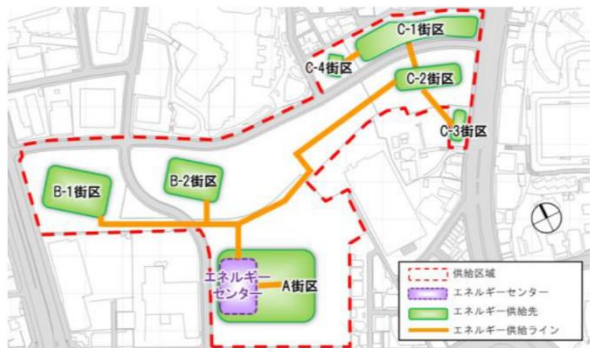 C-1街区
C-4街区
C-2街区
C-3街区
B-1街区
B-2街区
エネルギー
センター
A街区
供給区域
エネルギーセンター
エネルギー供給先
エネルギー供給ライン